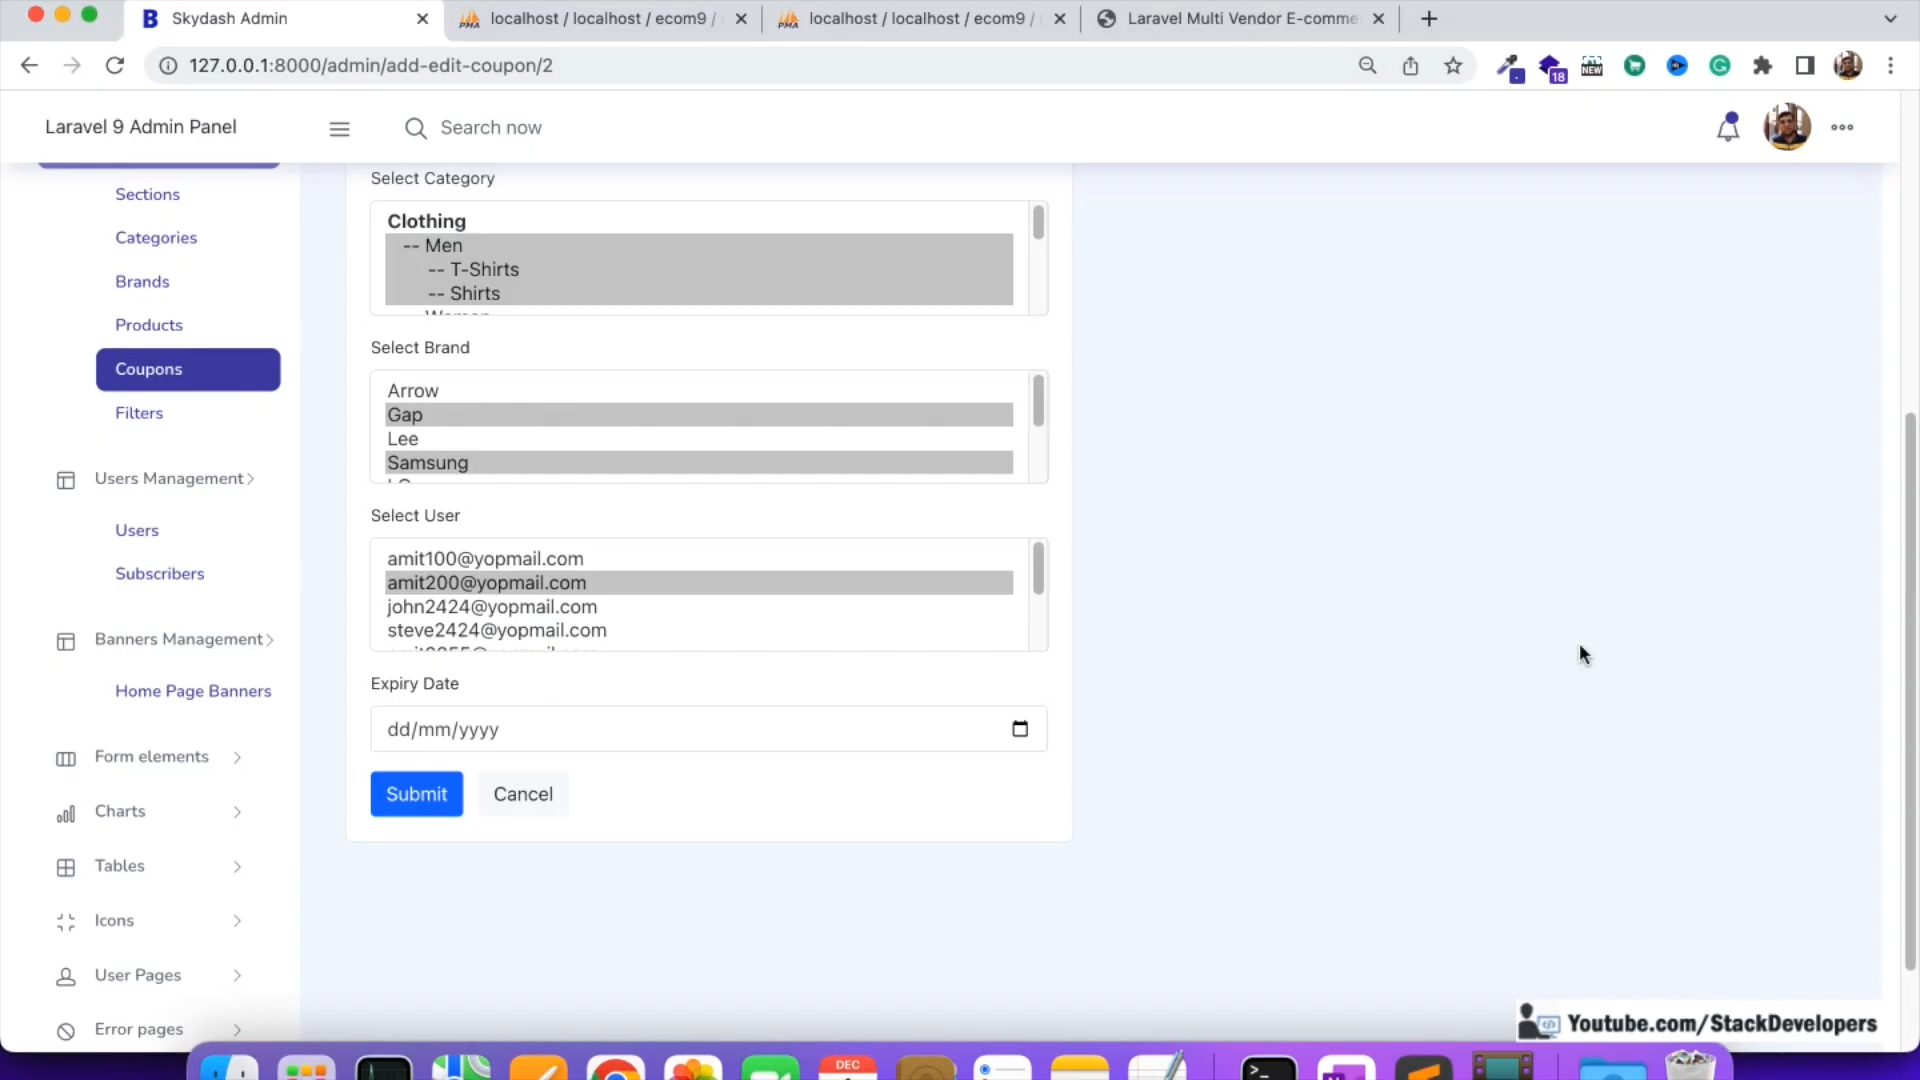 Skydash Admin
localhost / localhost / ecom9 /
localhost / localhost / ecom9 /
Laravel Multi Vendor E-comme
127.0.0.1:8000/admin/add-edit-coupon/2
18
NEW
Laravel 9 Admin Panel
Search now
Sections
Categories
Brands
Products
Coupons
Filters
Users Management
Users
Subscribers
Banners Management
Home Page Banners
Form elements
Charts
Tables
Icons
User Pages
Error pages
Select Category
Clothing
-- Men
-- T-Shirts
-- Shirts
Select Brand
Arrow
Gap
Lee
Samsung
Select User
amit100@yopmail.com
amit200@yopmail.com
john2424@yopmail.com
steve2424@yopmail.com
Expiry Date
dd/mm/yyyy
Submit
Cancel
Youtube.com/StackDevelopers
DEC